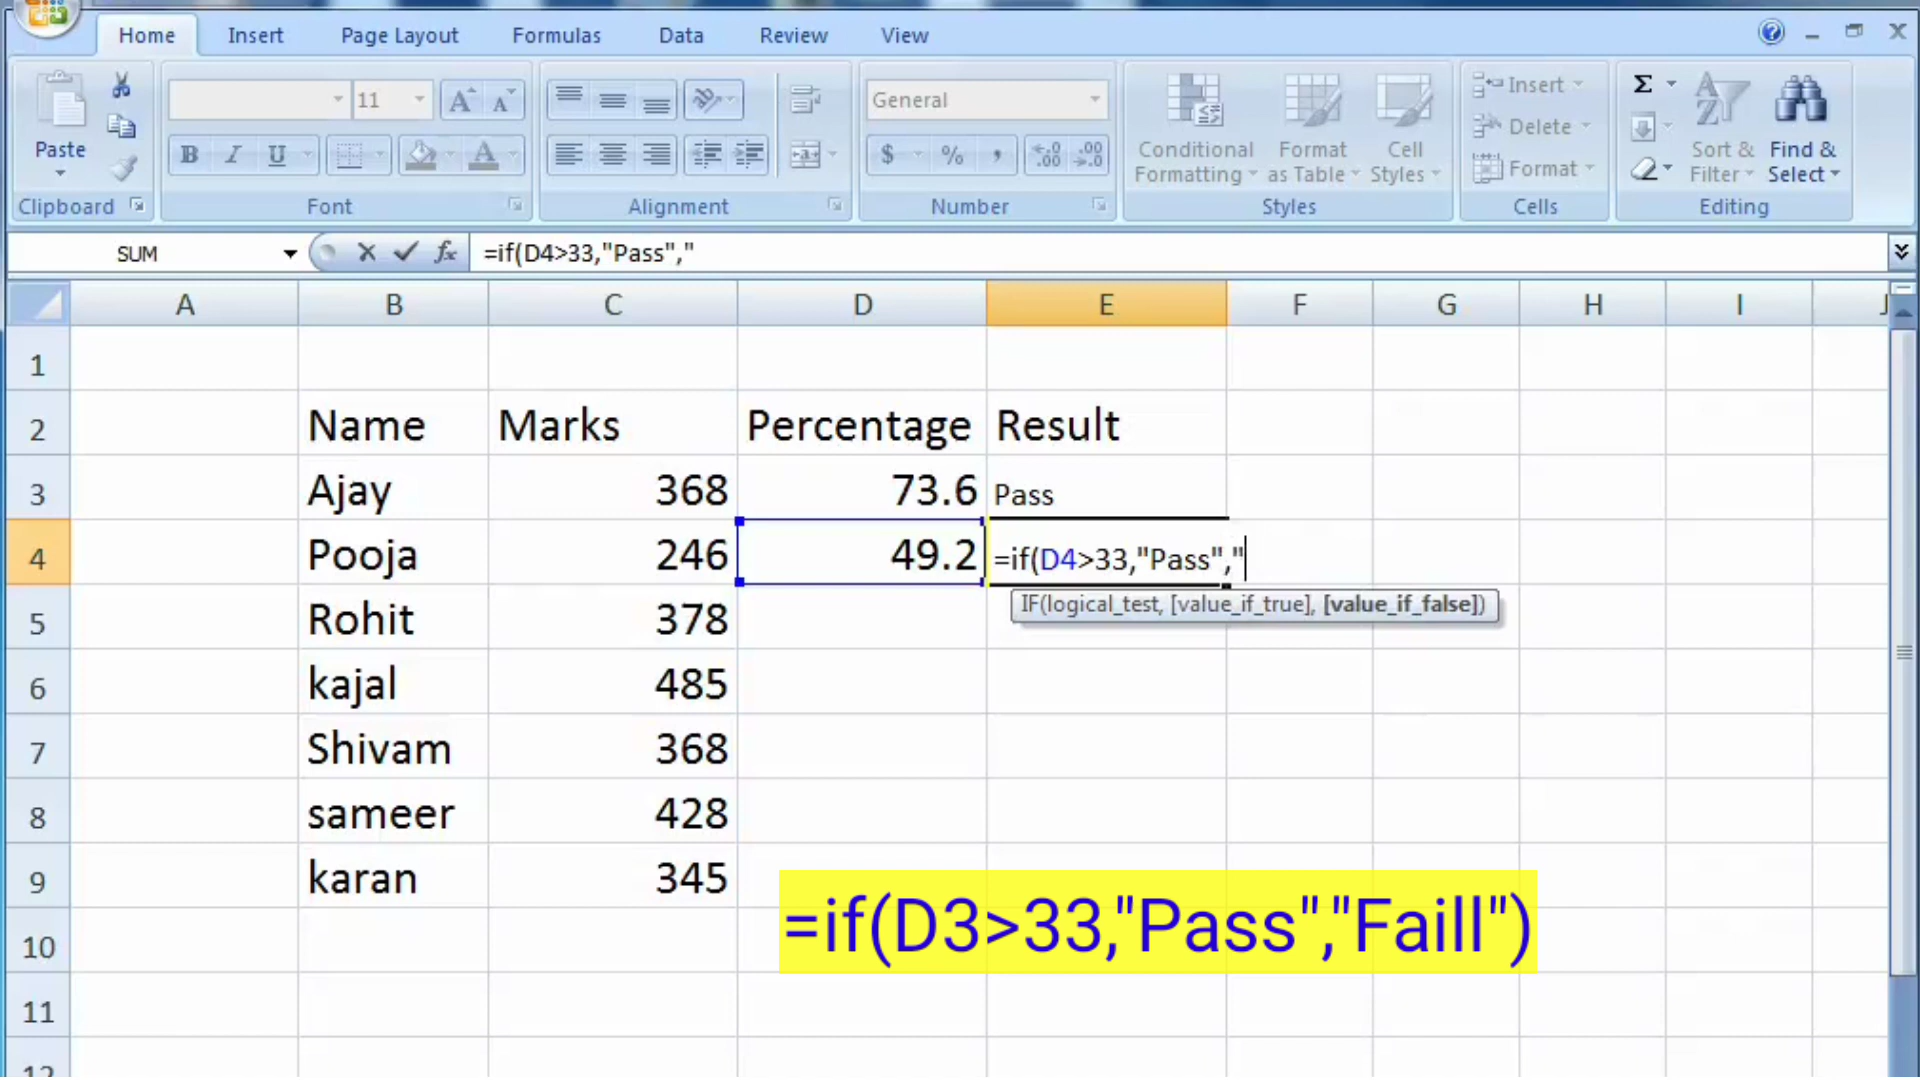 Home Insert Page Layout Formulas Data Review View
Paste
11
General
Conditional Formatting
Format as Table
Cell Styles
Insert
Delete
Format
Sort & Filter
Find & Select
B I U
$ % ,
Clipboard Font Alignment Number Styles Cells Editing
SUM fx =if(D4>33,"Pass","
A B C D E F G H I J
1
2 Name Marks Percentage Result
3 Ajay 368 73.6 Pass
4 Pooja 246 49.2 =if(D4>33,"Pass","
IF(logical_test, [value_if_true], [value_if_false])
5 Rohit 378
6 kajal 485
7 Shivam 368
8 sameer 428
9 karan 345
=if(D3>33,"Pass","Faill")
10
11
12